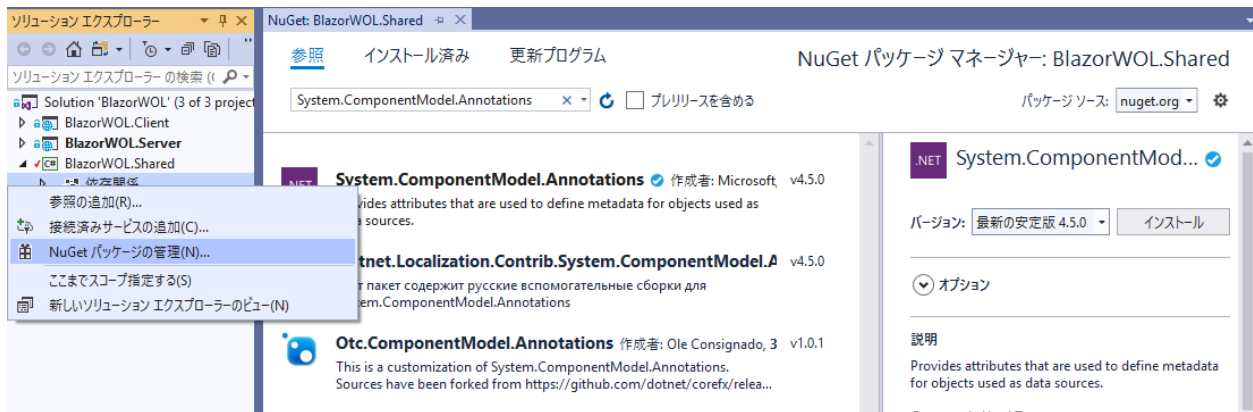 ソリューション エクスプローラー
ソリューション エクスプローラー の検索 (
Solution 'BlazorWOL' (3 of 3 project
BlazorWOL.Client
BlazorWOL.Server
BlazorWOL.Shared
依存関係
参照の追加(R)...
接続済みサービスの追加(C)...
NuGet パッケージの管理(N)...
ここまでスコープ指定する(S)
新しいソリューション エクスプローラーのビュー(N)
NuGet: BlazorWOL.Shared
参照 インストール済み 更新プログラム
NuGet パッケージ マネージャー: BlazorWOL.Shared
System.ComponentModel.Annotations
プレリリースを含める
パッケージ ソース: nuget.org
.NET
System.ComponentModel.Annotations 作成者: Microsoft, v4.5.0
vides attributes that are used to define metadata for objects used as
sources.
tnet.Localization.Contrib.System.ComponentModel.A v4.5.0
пакет содержит русские вспомогательные сборки для
em.ComponentModel.Annotations
Otc.ComponentModel.Annotations 作成者: Ole Consignado, 3 v1.0.1
This is a customization of System.ComponentModel.Annotations.
Sources have been forked from https://github.com/dotnet/corefx/relea...
.NET
System.ComponentMod...
バージョン: 最新の安定版 4.5.0 インストール
オプション
説明
Provides attributes that are used to define metadata
for objects used as data sources.